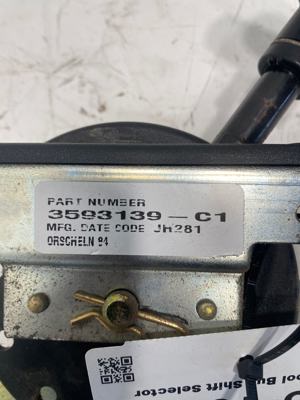 PART NUMBER
3593139-C1
MFG. DATE CODE JH281
ORSCHELN 94
Shift Selector